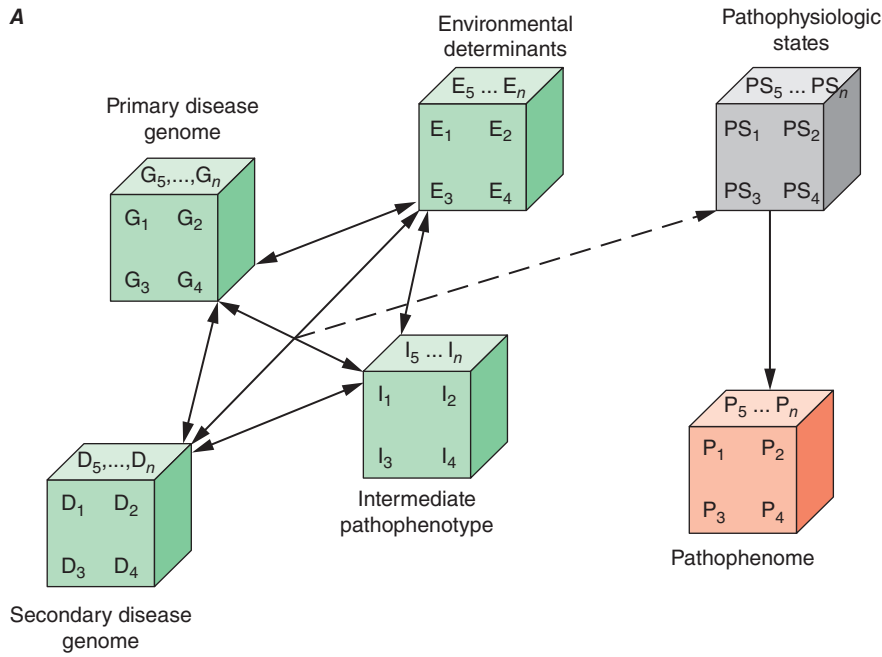 A
Environmental
determinants
E5 ... En
E1 E2
E3 E4
Pathophysiologic
states
PS5 ... PSn
PS1 PS2
PS3 PS4
Primary disease
genome
G5,...,Gn
G1 G2
G3 G4
I5 ... In
I1 I2
I3 I4
Intermediate
pathophenotype
P5 ... Pn
P1 P2
P3 P4
Pathophenome
D5,...,Dn
D1 D2
D3 D4
Secondary disease
genome